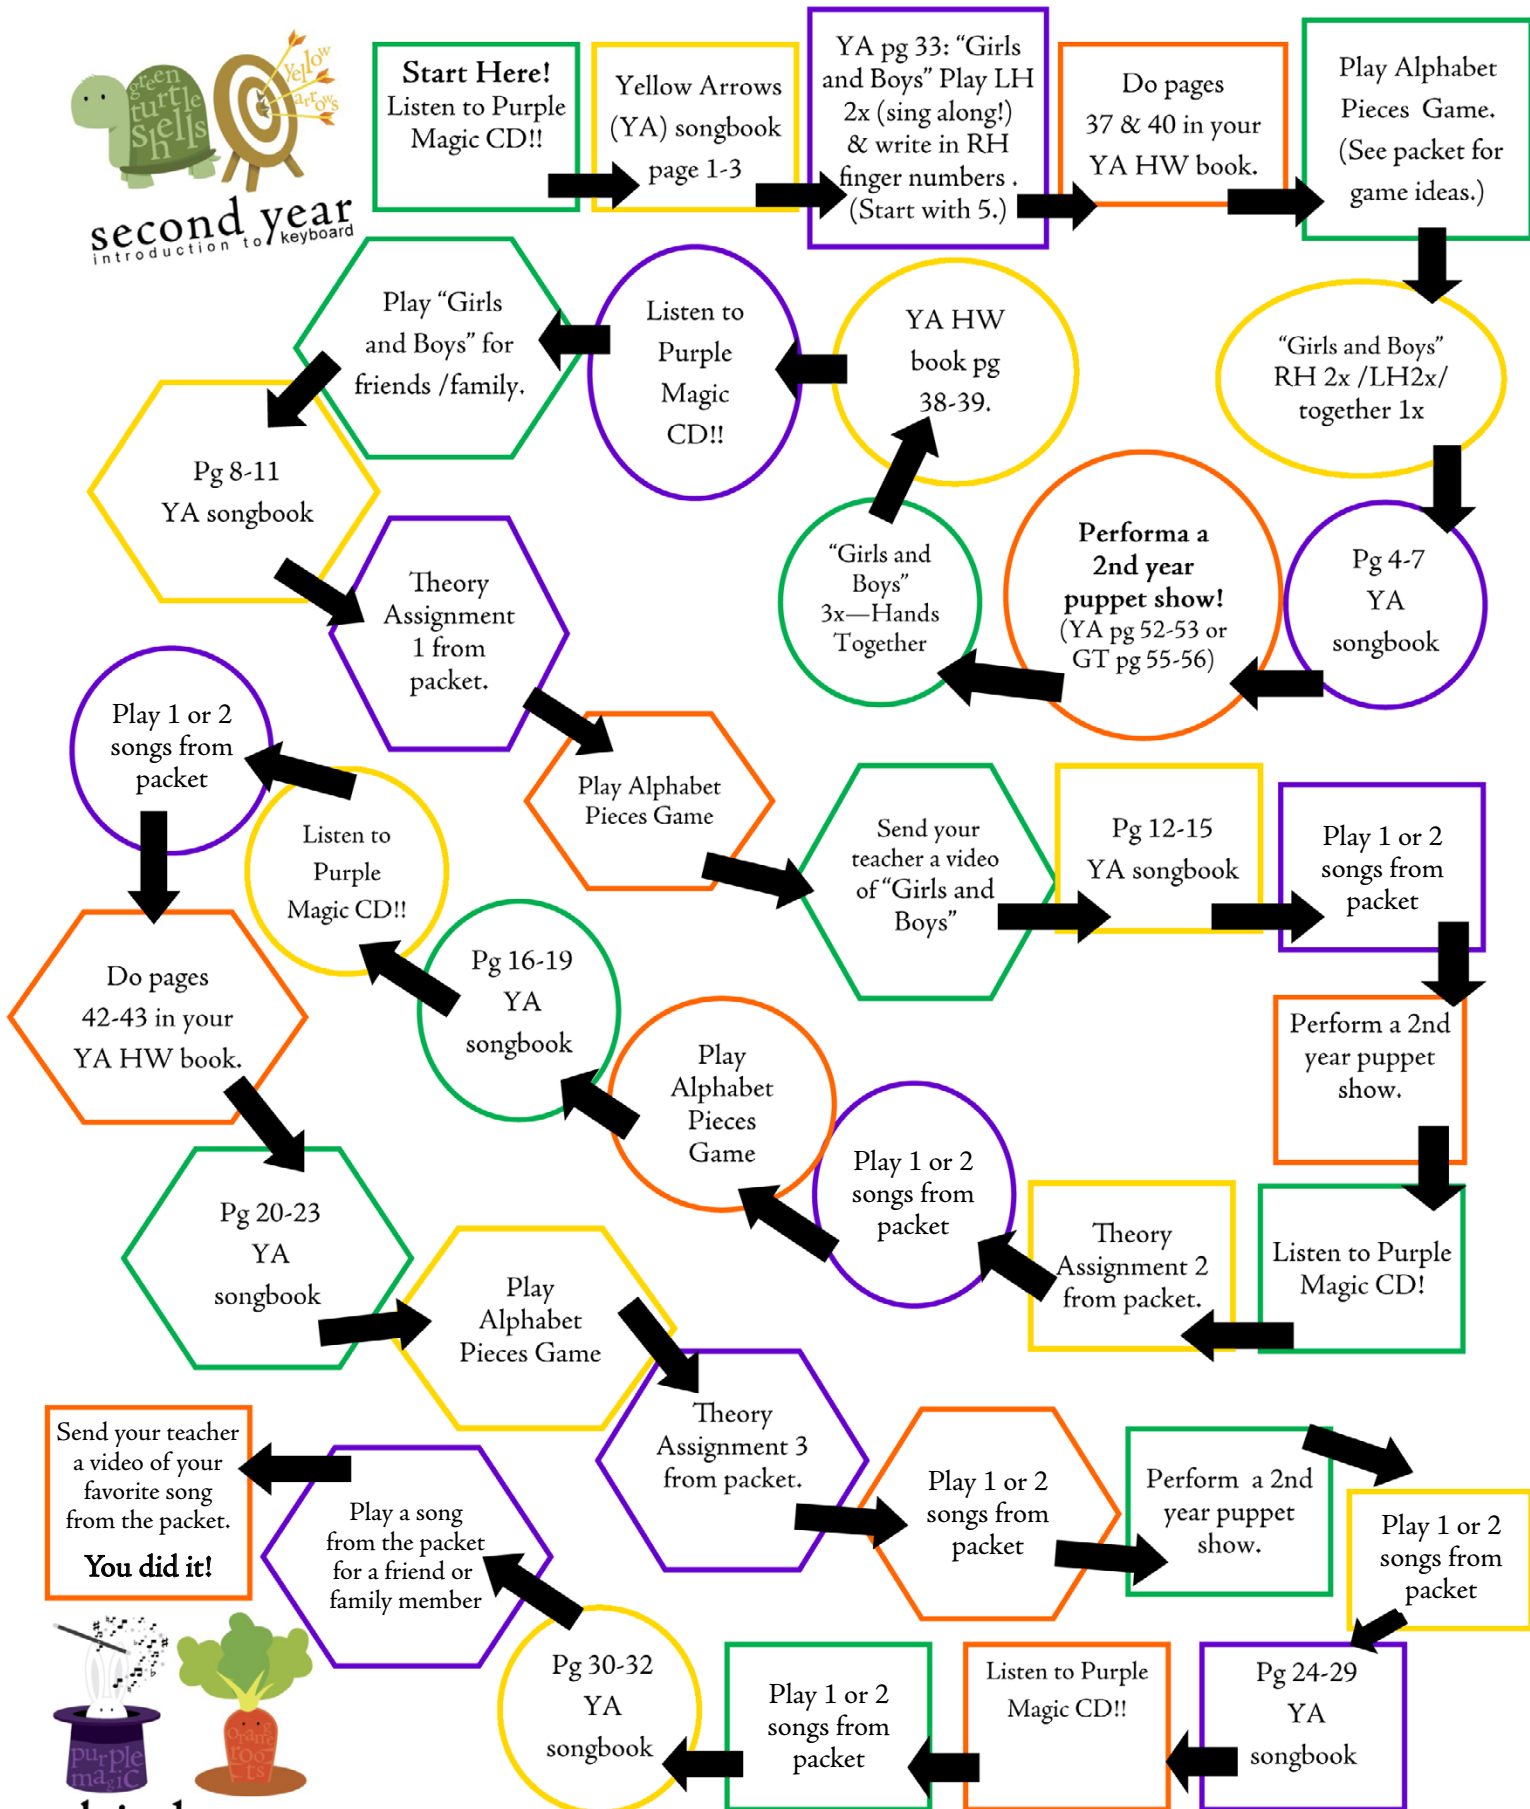 green
turtle
shells
yellow
arrows
second year
introduction to keyboard
Start Here!
Listen to Purple
Magic CD!!
Yellow Arrows
(YA) songbook
page 1-3
YA pg 33: “Girls
and Boys” Play LH
2x (sing along!)
& write in RH
finger numbers .
(Start with 5.)
Do pages
37 & 40 in your
YA HW book.
Play Alphabet
Pieces Game.
(See packet for
game ideas.)
“Girls and Boys”
RH 2x /LH2x/
together 1x
Pg 4-7
YA
songbook
Performa a
2nd year
puppet show!
(YA pg 52-53 or
GT pg 55-56)
“Girls and
Boys”
3x—Hands
Together
YA HW
book pg
38-39.
Listen to
Purple
Magic
CD!!
Play “Girls
and Boys” for
friends /family.
Pg 8-11
YA songbook
Theory
Assignment
1 from
packet.
Play Alphabet
Pieces Game
Send your
teacher a video
of “Girls and
Boys”
Pg 12-15
YA songbook
Play 1 or 2
songs from
packet
Perform a 2nd
year puppet
show.
Listen to Purple
Magic CD!
Theory
Assignment 2
from packet.
Play 1 or 2
songs from
packet
Play
Alphabet
Pieces
Game
Pg 16-19
YA
songbook
Listen to
Purple
Magic CD!!
Play 1 or 2
songs from
packet
Do pages
42-43 in your
YA HW book.
Pg 20-23
YA
songbook
Play
Alphabet
Pieces Game
Theory
Assignment 3
from packet.
Play 1 or 2
songs from
packet
Perform a 2nd
year puppet
show.
Play 1 or 2
songs from
packet
Pg 24-29
YA
songbook
Listen to Purple
Magic CD!!
Play 1 or 2
songs from
packet
Pg 30-32
YA
songbook
Play a song
from the packet
for a friend or
family member
Send your teacher
a video of your
favorite song
from the packet.
You did it!
purple
magic
orange
roots